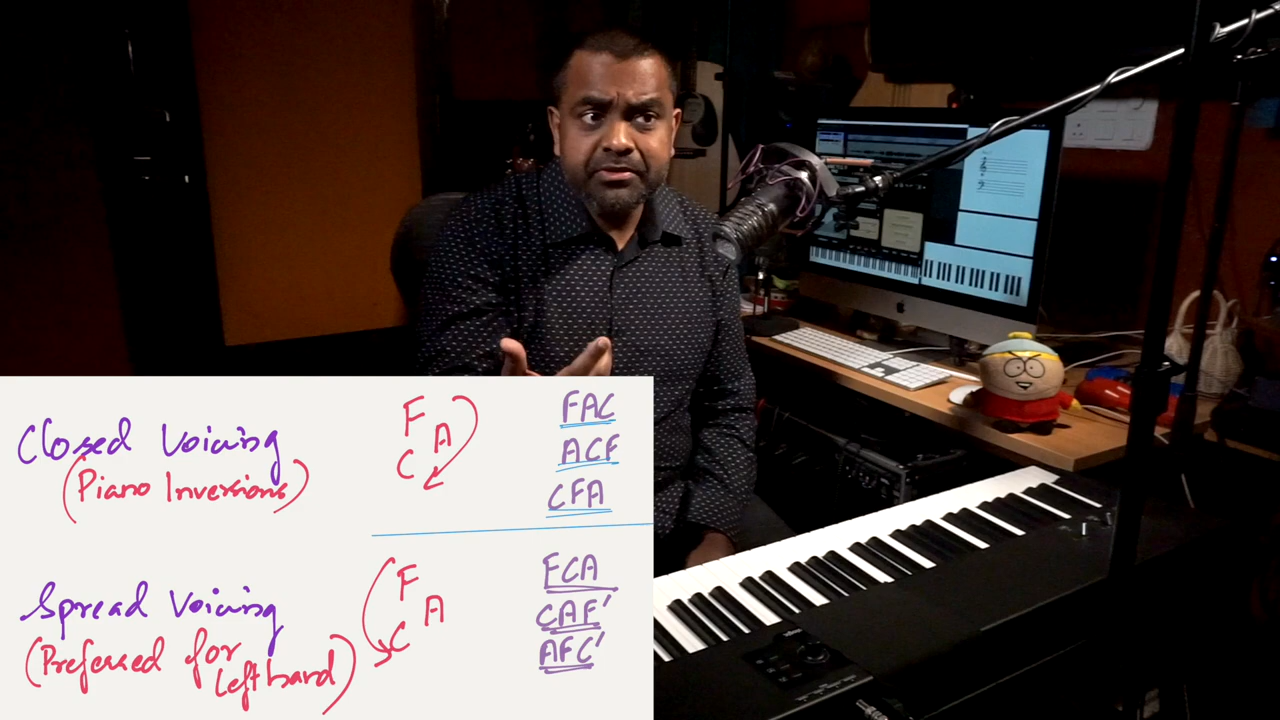 Closed Voicing
(Piano Inversions)
F
A
C
FAC
ACF
CFA
Spread Voicing
(Preferred for
Left hand)
F
A
C
FCA
CAF'
AFC'